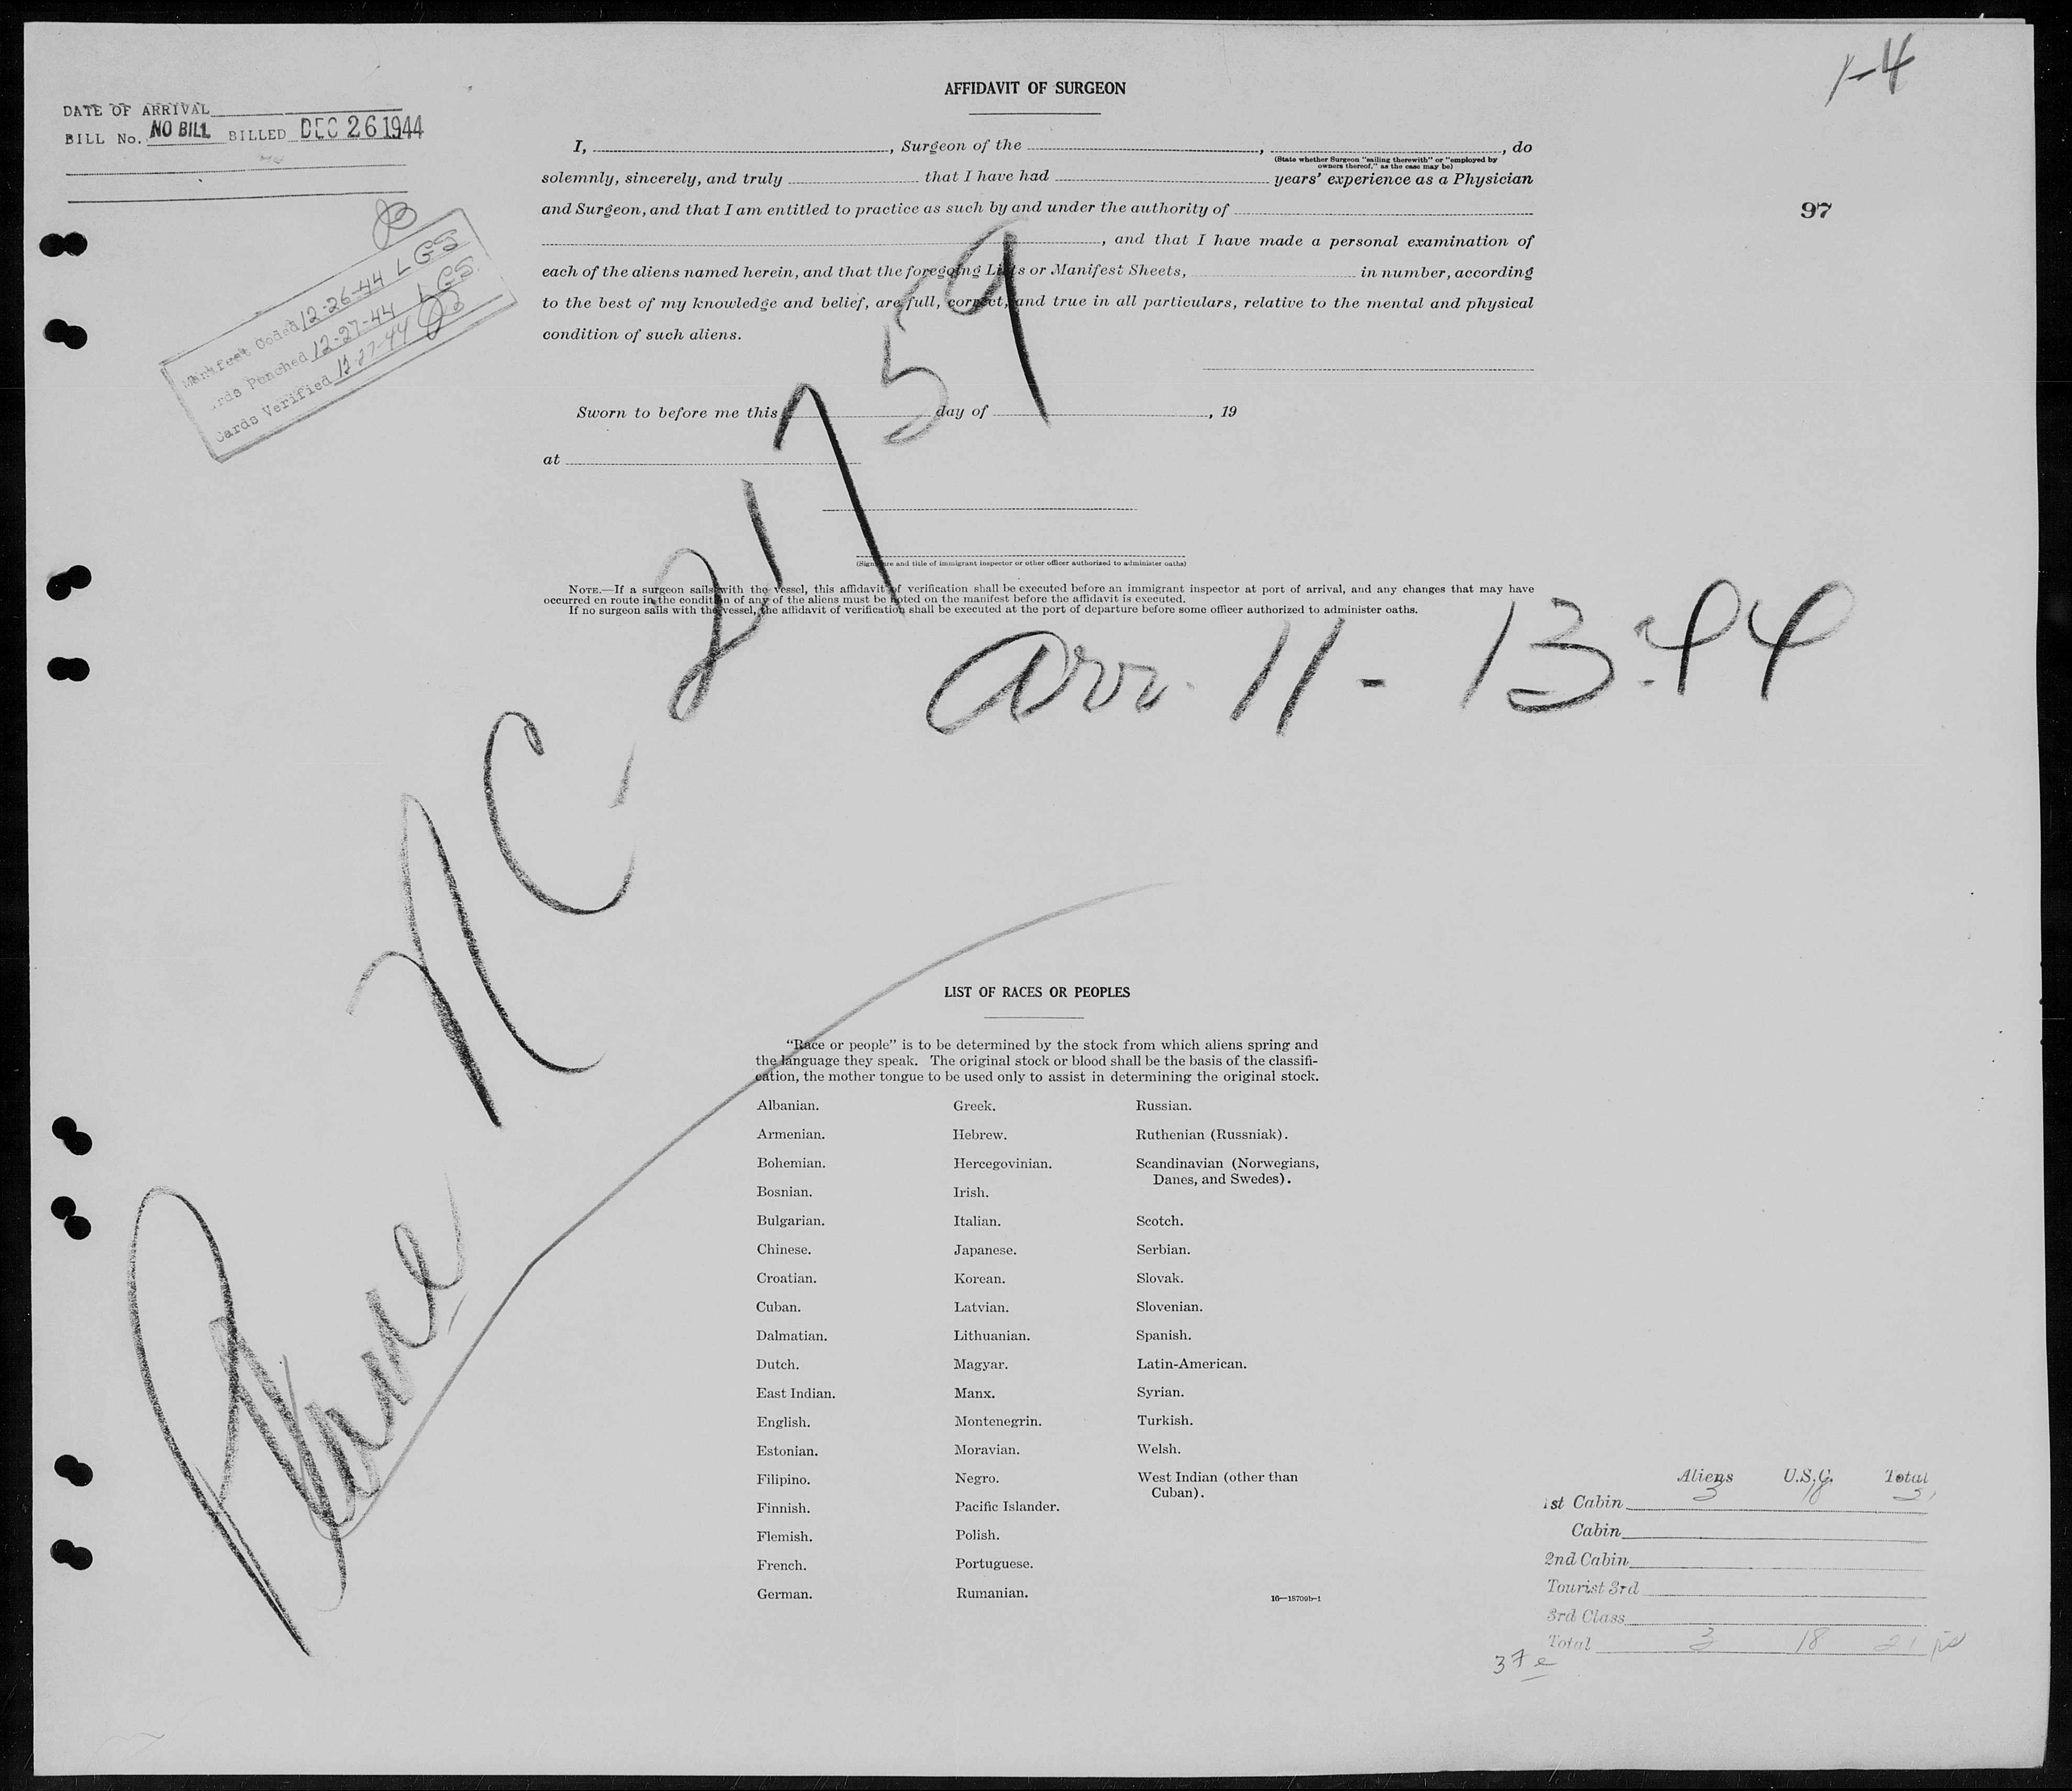 1-4
AFFIDAVIT OF SURGEON
DATE OF ARRIVAL
BILL No. NO BILL BILLED DEC 26 1944
I, , Surgeon of the , , do
(State whether Surgeon "sailing therewith" or "employed by
owners thereof," as the case may be)
solemnly, sincerely, and truly that I have had years' experience as a Physician
and Surgeon, and that I am entitled to practice as such by and under the authority of
97
, and that I have made a personal examination of
each of the aliens named herein, and that the foregoing Lists or Manifest Sheets, in number, according
to the best of my knowledge and belief, are full, correct, and true in all particulars, relative to the mental and physical
condition of such aliens.
Manifest Coded 12-26-44 LGS
Cards Punched 12-27-44 LGS
Cards Verified 12-27-44
Sworn to before me this day of , 19
at
(Signature and title of immigrant inspector or other officer authorized to administer oaths)
NOTE.—If a surgeon sails with the vessel, this affidavit of verification shall be executed before an immigrant inspector at port of arrival, and any changes that may have
occurred en route in the condition of any of the aliens must be noted on the manifest before the affidavit is executed.
If no surgeon sails with the vessel, the affidavit of verification shall be executed at the port of departure before some officer authorized to administer oaths.
Plane NC-21759
arr. 11-13-44
LIST OF RACES OR PEOPLES
"Race or people" is to be determined by the stock from which aliens spring and
the language they speak. The original stock or blood shall be the basis of the classifi-
cation, the mother tongue to be used only to assist in determining the original stock.
Albanian. Greek. Russian.
Armenian. Hebrew. Ruthenian (Russniak).
Bohemian. Hercegovinian. Scandinavian (Norwegians,
Danes, and Swedes).
Bosnian. Irish.
Bulgarian. Italian. Scotch.
Chinese. Japanese. Serbian.
Croatian. Korean. Slovak.
Cuban. Latvian. Slovenian.
Dalmatian. Lithuanian. Spanish.
Dutch. Magyar. Latin-American.
East Indian. Manx. Syrian.
English. Montenegrin. Turkish.
Estonian. Moravian. Welsh.
Filipino. Negro. West Indian (other than
Cuban).
Finnish. Pacific Islander.
Flemish. Polish.
French. Portuguese.
German. Rumanian.
16—18709b-1
Aliens U.S.C. Total
1st Cabin 3 18 21
Cabin
2nd Cabin
Tourist 3rd
3rd Class
Total 3 18 21
37 e